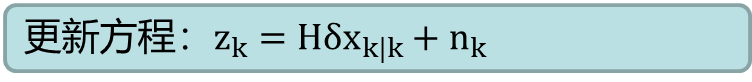 更新方程：z_k = Hδx_{k|k} + n_k